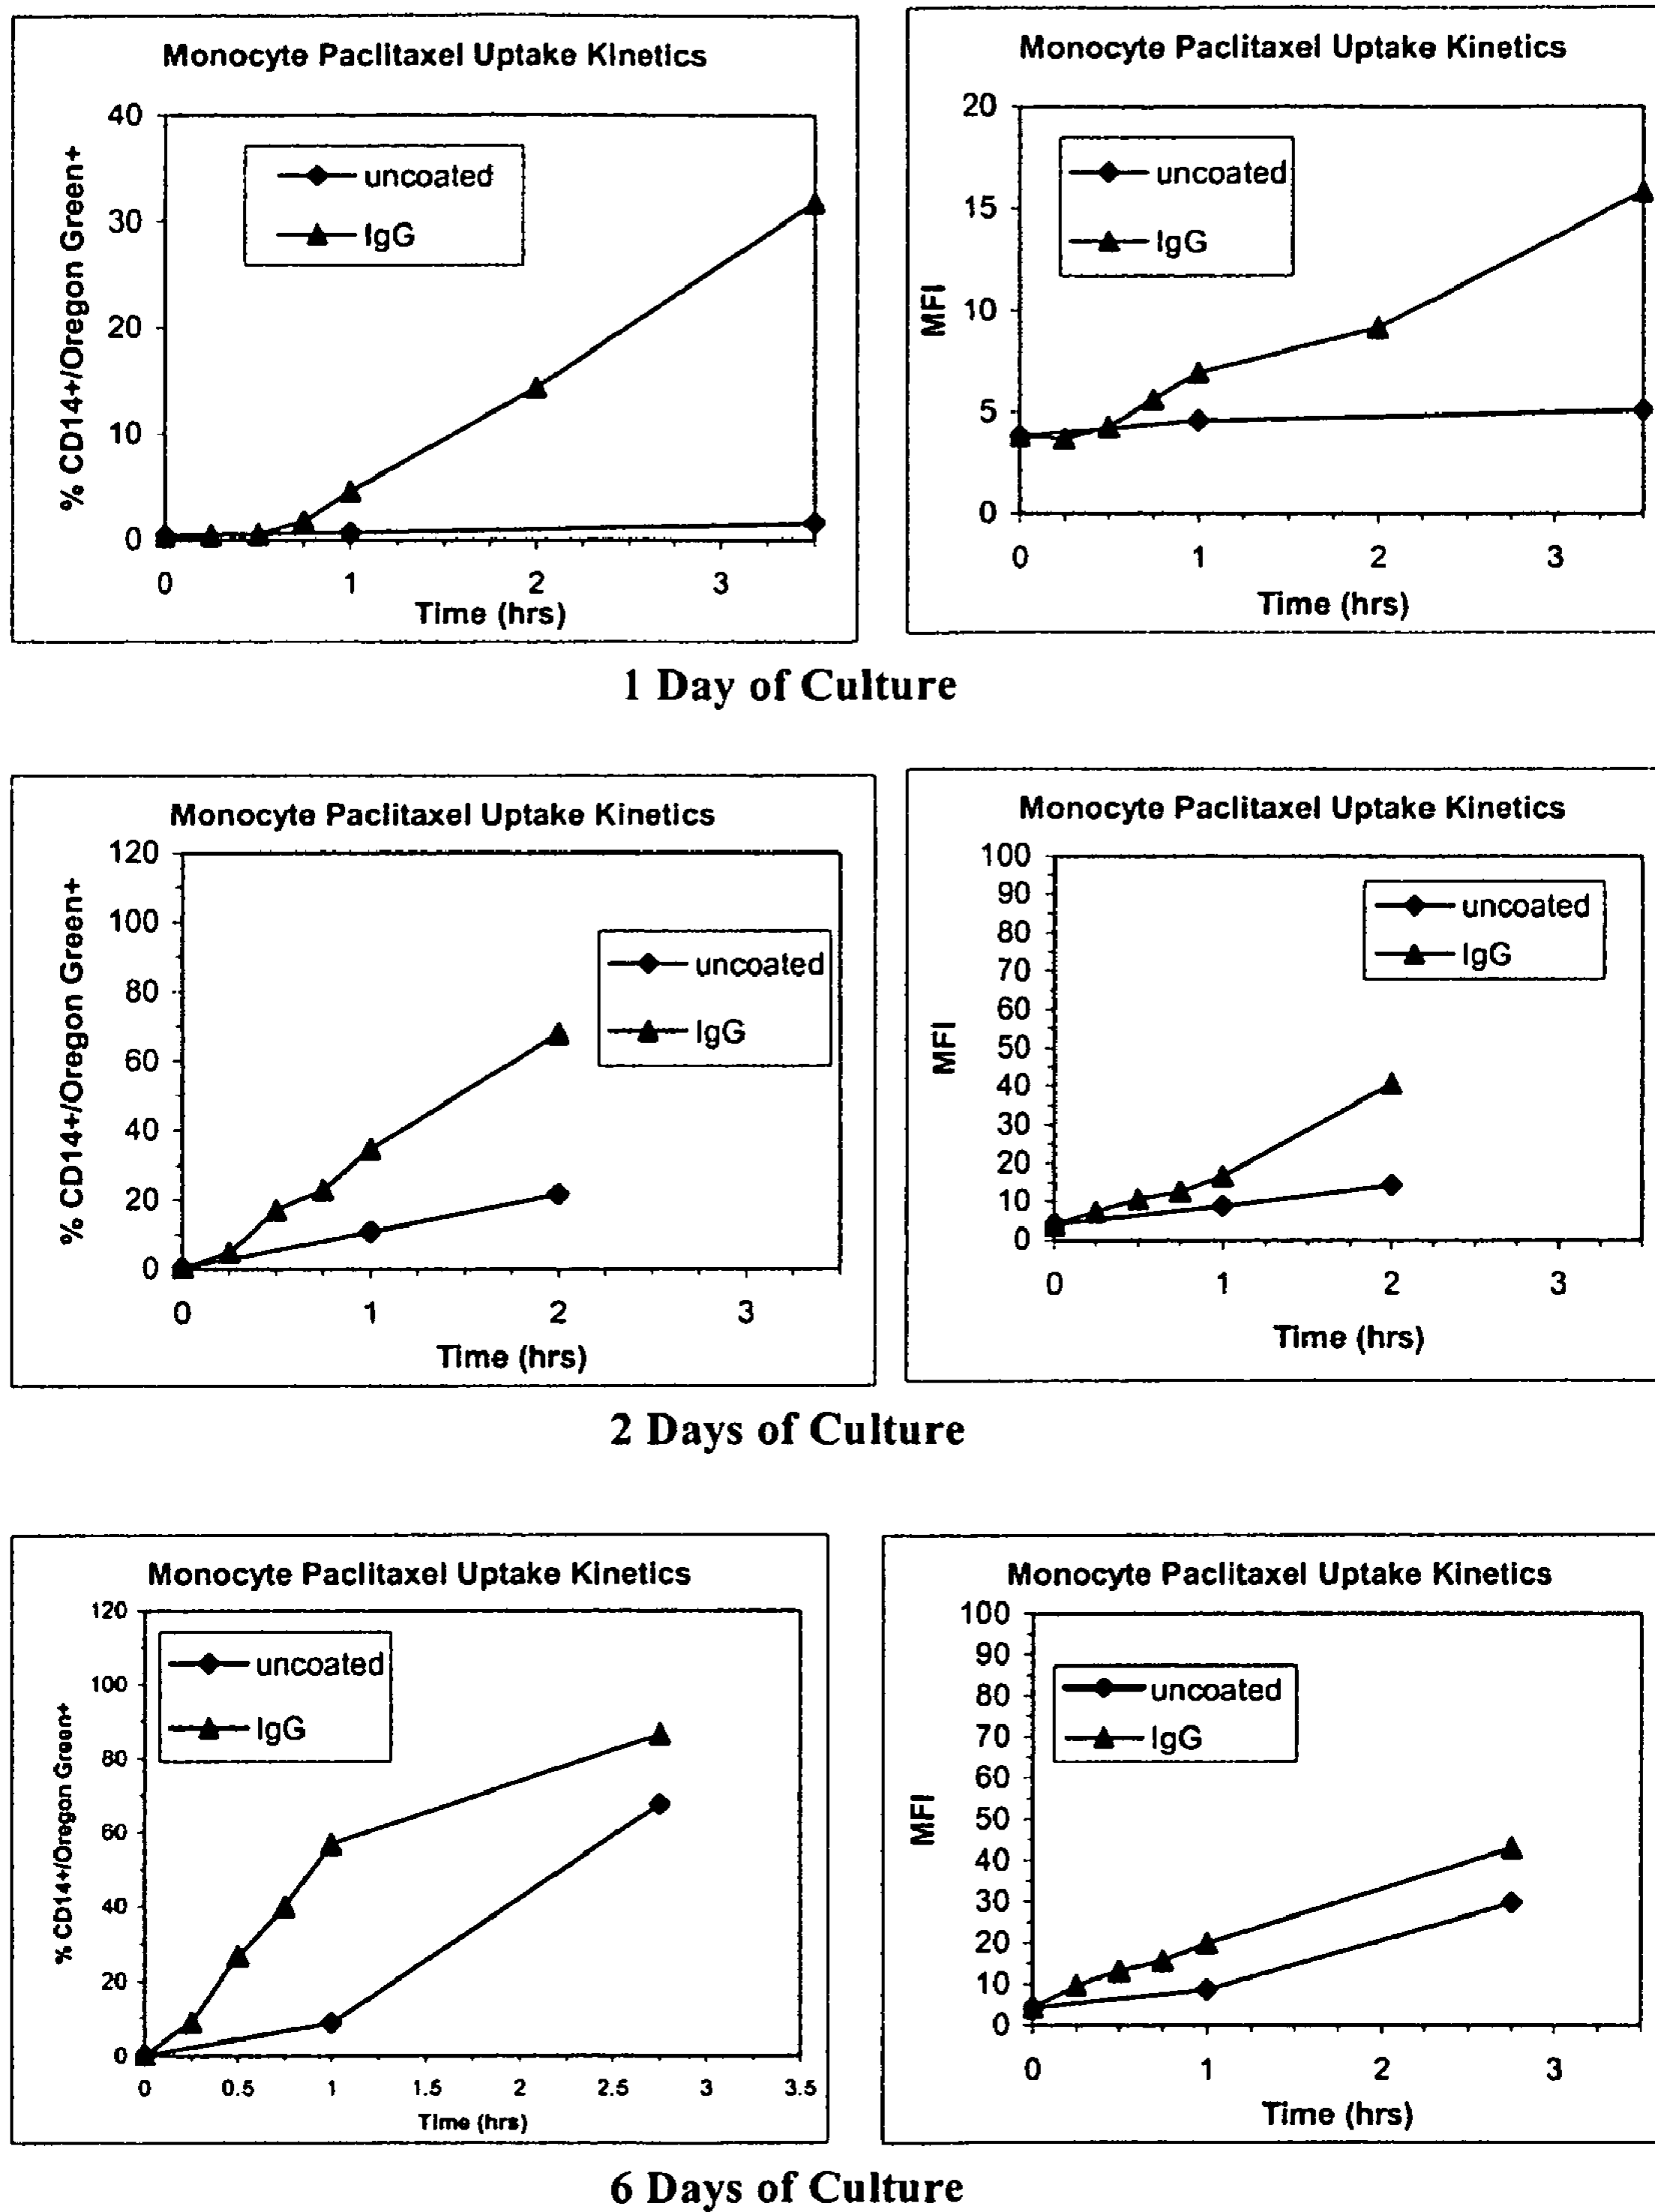 Monocyte Paclitaxel Uptake Kinetics
% CD14+/Oregon Green+
40
30
20
10
0
uncoated
IgG
0 1 2 3
Time (hrs)
Monocyte Paclitaxel Uptake Kinetics
MFI
20
15
10
5
0
uncoated
IgG
0 1 2 3
Time (hrs)
1 Day of Culture
Monocyte Paclitaxel Uptake Kinetics
% CD14+/Oregon Green+
120
100
80
60
40
20
0
uncoated
IgG
0 1 2 3
Time (hrs)
Monocyte Paclitaxel Uptake Kinetics
MFI
100
90
80
70
60
50
40
30
20
10
0
uncoated
IgG
0 1 2 3
Time (hrs)
2 Days of Culture
Monocyte Paclitaxel Uptake Kinetics
% CD14+/Oregon Green+
120
100
80
60
40
20
0
uncoated
IgG
0 0.5 1 1.5 2 2.5 3 3.5
Time (hrs)
Monocyte Paclitaxel Uptake Kinetics
MFI
100
90
80
70
60
50
40
30
20
10
0
uncoated
IgG
0 1 2 3
Time (hrs)
6 Days of Culture